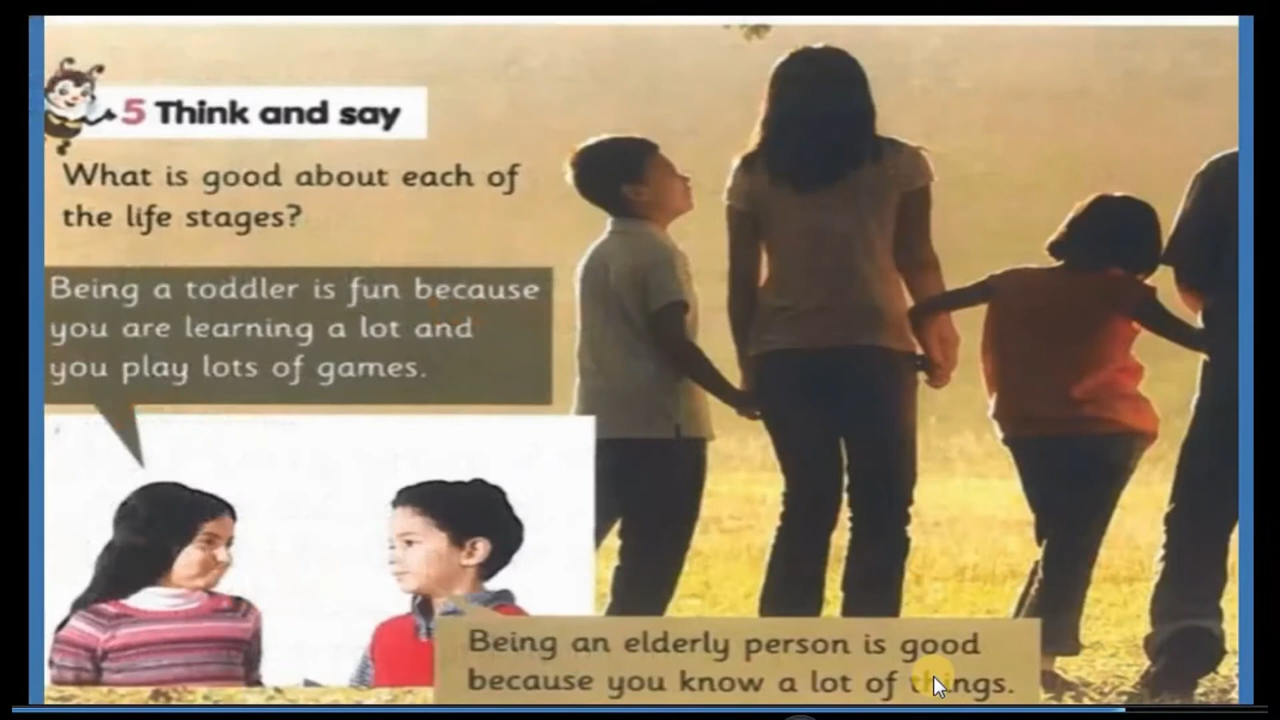 5 Think and say
What is good about each of
the life stages?
Being a toddler is fun because
you are learning a lot and
you play lots of games.
Being an elderly person is good
because you know a lot of things.